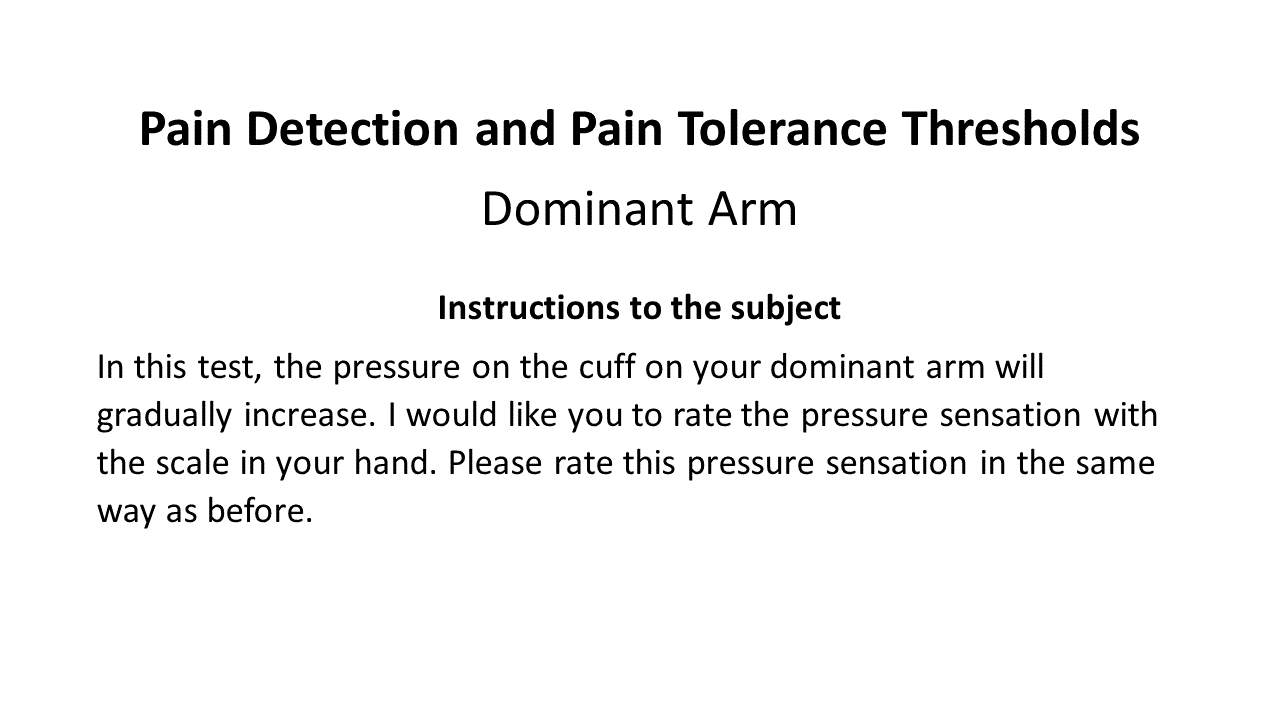 Pain Detection and Pain Tolerance Thresholds
Dominant Arm
Instructions to the subject
In this test, the pressure on the cuff on your dominant arm will
gradually increase. I would like you to rate the pressure sensation with
the scale in your hand. Please rate this pressure sensation in the same
way as before.